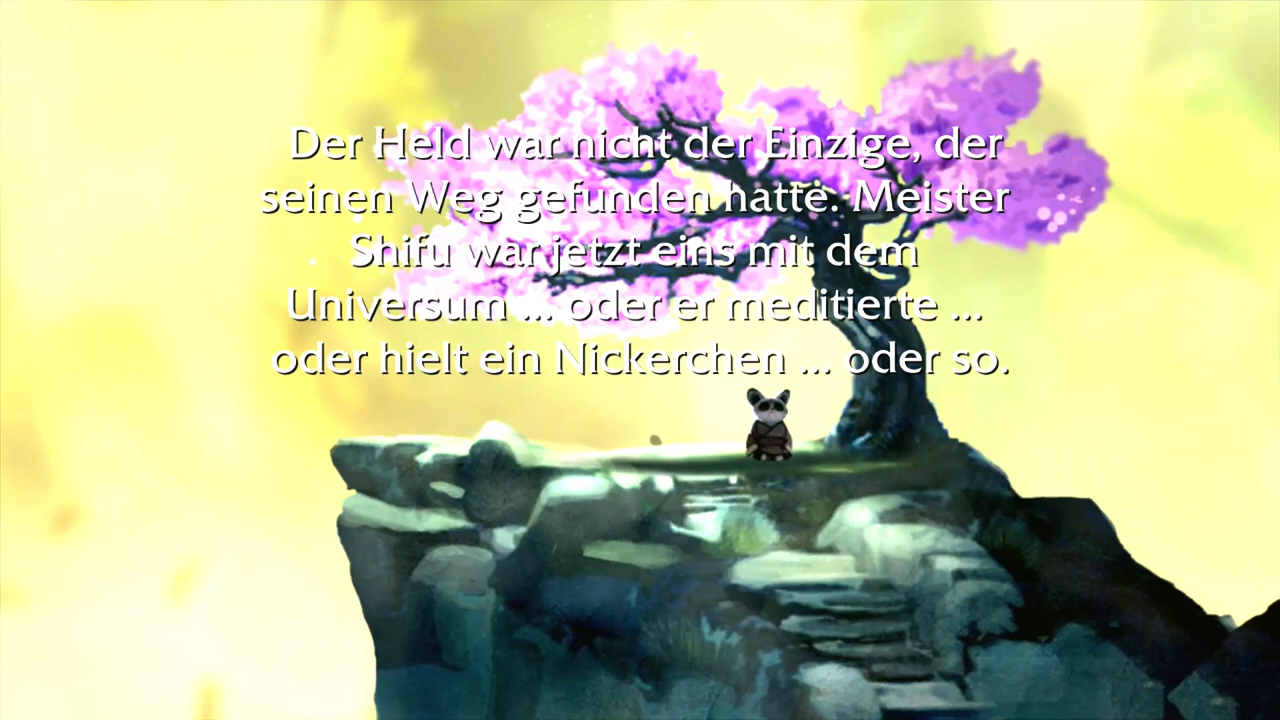 Der Held war nicht der Einzige, der
seinen Weg gefunden hatte. Meister
Shifu war jetzt eins mit dem
Universum ... oder er meditierte ...
oder hielt ein Nickerchen ... oder so.